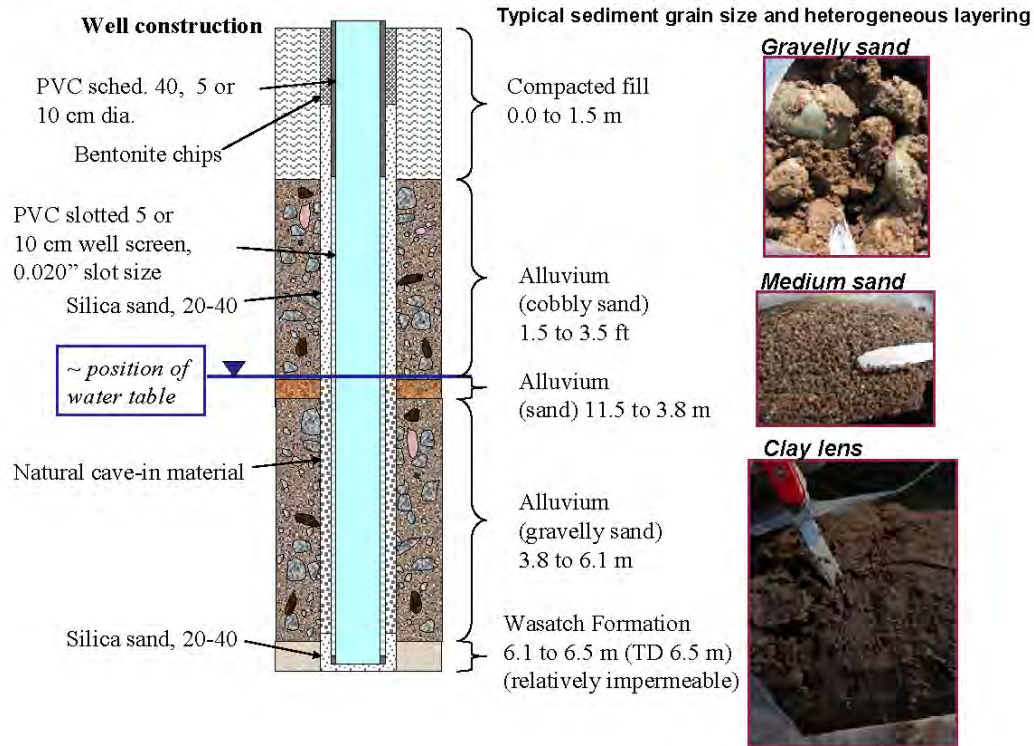 Well construction
PVC sched. 40, 5 or
10 cm dia.
Bentonite chips
PVC slotted 5 or
10 cm well screen,
0.020” slot size
Silica sand, 20-40
~ position of
water table
Natural cave-in material
Silica sand, 20-40
Compacted fill
0.0 to 1.5 m
Alluvium
(cobbly sand)
1.5 to 3.5 ft
Alluvium
(sand) 11.5 to 3.8 m
Alluvium
(gravelly sand)
3.8 to 6.1 m
Wasatch Formation
6.1 to 6.5 m (TD 6.5 m)
(relatively impermeable)
Typical sediment grain size and heterogeneous layering
Gravelly sand
Medium sand
Clay lens